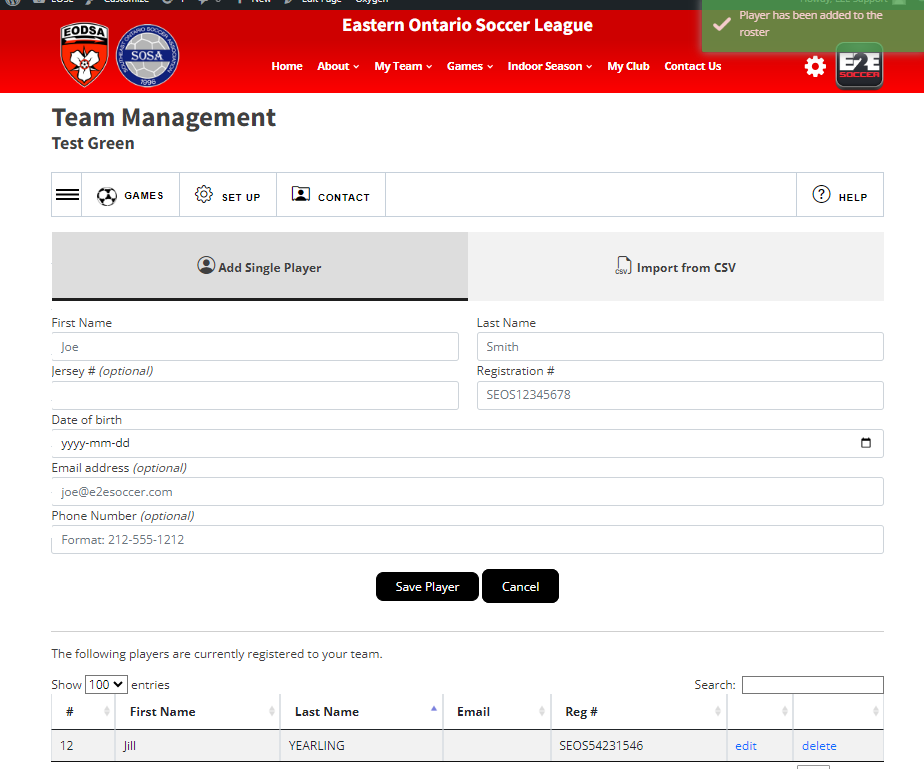 Player has been added to the
roster
Eastern Ontario Soccer League
EODSA
SOSA
1996
Home About My Team Games Indoor Season My Club Contact Us
E2E
SOCCER
Team Management
Test Green
GAMES SET UP CONTACT HELP
Add Single Player CSV Import from CSV
First Name Last Name
Joe Smith
Jersey # (optional) Registration #
SEOS12345678
Date of birth
yyyy-mm-dd
Email address (optional)
joe@e2esoccer.com
Phone Number (optional)
Format: 212-555-1212
Save Player Cancel
The following players are currently registered to your team.
Show 100 entries Search:
# First Name Last Name Email Reg #
12 Jill YEARLING SEOS54231546 edit delete